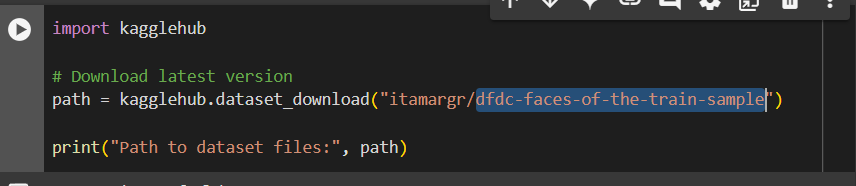 import kagglehub
# Download latest version
path = kagglehub.dataset_download("itamargr/dfdc-faces-of-the-train-sample")
print("Path to dataset files:", path)